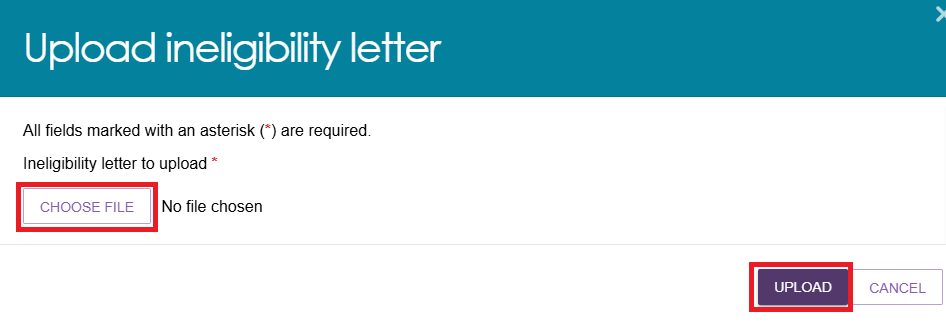 Upload ineligibility letter
All fields marked with an asterisk (*) are required.
Ineligibility letter to upload *
CHOOSE FILE No file chosen
UPLOAD CANCEL